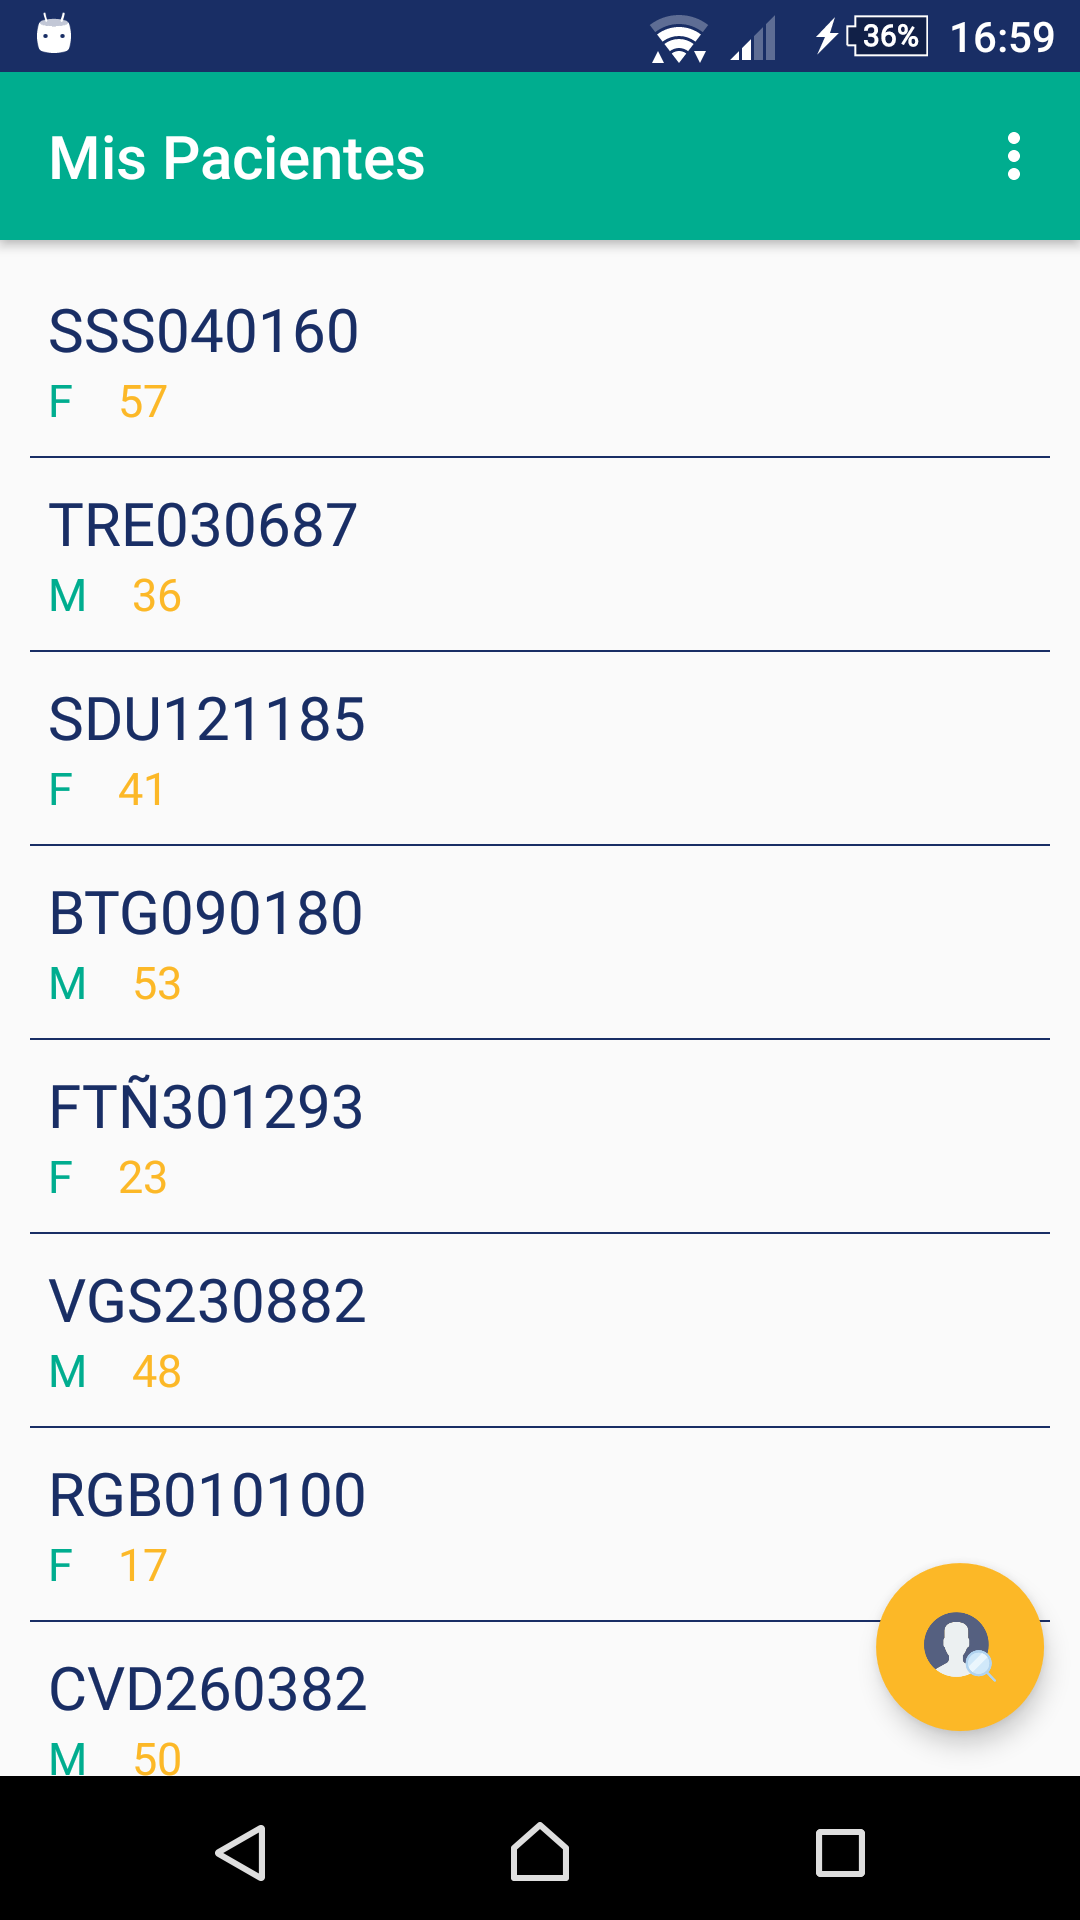 36% 16:59
Mis Pacientes
SSS040160
F 57
TRE030687
M 36
SDU121185
F 41
BTG090180
M 53
FTÑ301293
F 23
VGS230882
M 48
RGB010100
F 17
CVD260382
M 50